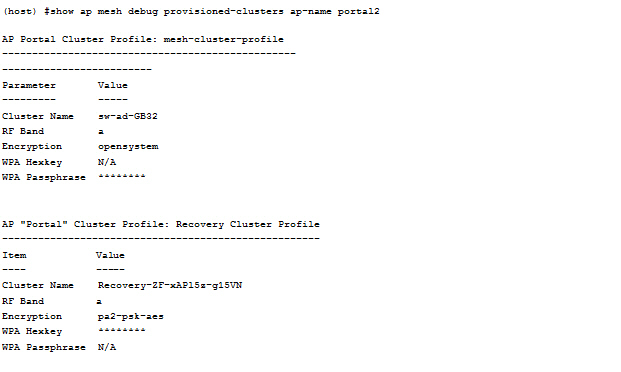 (host) #show ap mesh debug provisioned-clusters ap-name portal2
AP Portal Cluster Profile: mesh-cluster-profile
-------------------------------------------------
-------------------------
Parameter Value
--------- -----
Cluster Name sw-ad-GB32
RF Band a
Encryption opensystem
WPA Hexkey N/A
WPA Passphrase ********
AP "Portal" Cluster Profile: Recovery Cluster Profile
-----------------------------------------------------
Item Value
---- -----
Cluster Name Recovery-ZF-xAP15z-g15VN
RF Band a
Encryption pa2-psk-aes
WPA Hexkey ********
WPA Passphrase N/A